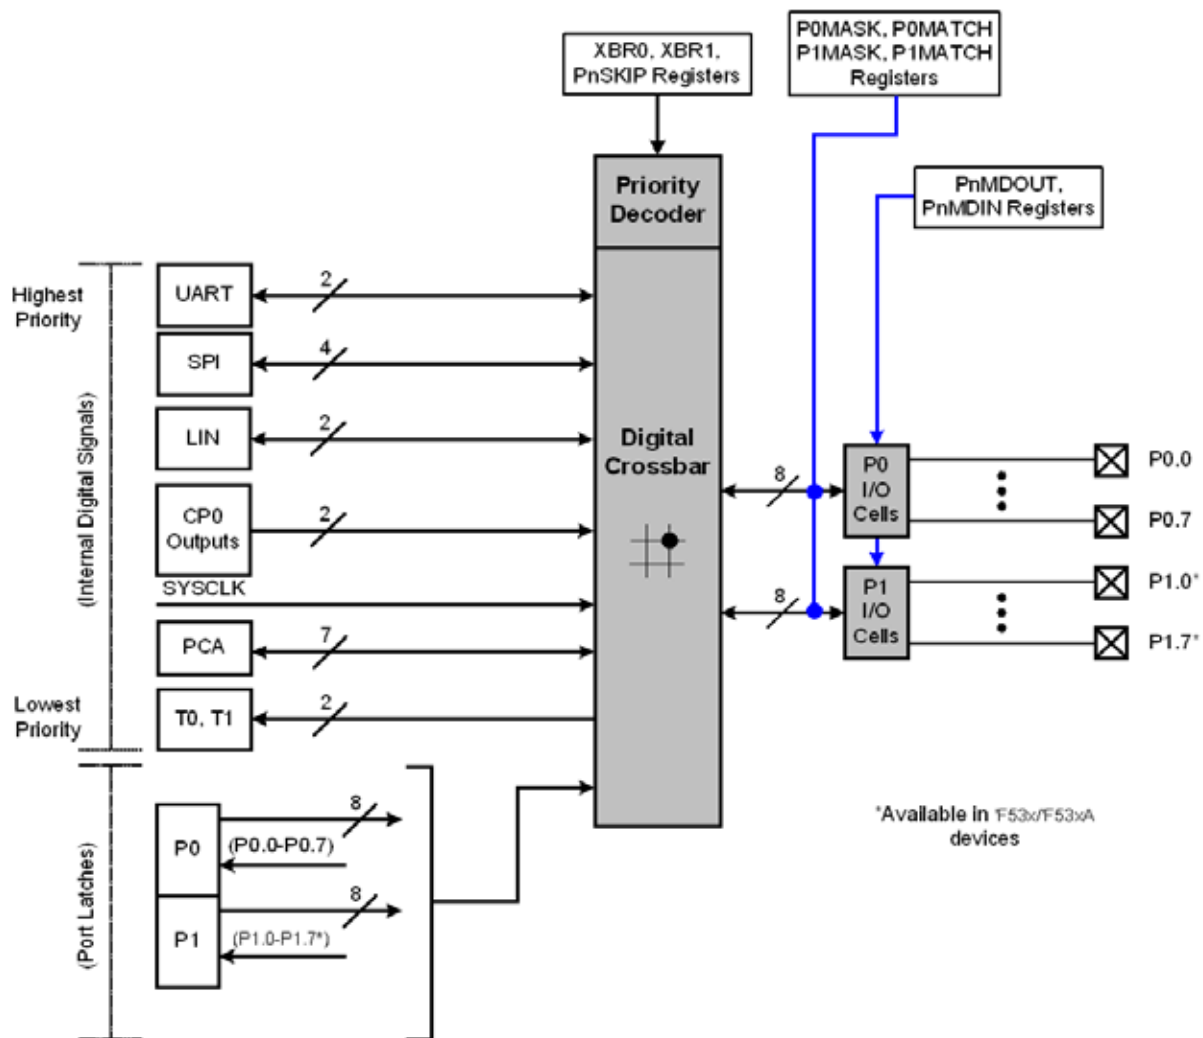 XBR0, XBR1,
PnSKIP Registers
P0MASK, P0MATCH
P1MASK, P1MATCH
Registers
PnMDOUT,
PnMDIN Registers
Priority
Decoder
Highest
Priority
(Internal Digital Signals)
UART
2
SPI
4
LIN
2
CP0
Outputs
2
SYSCLK
PCA
7
Lowest
Priority
T0, T1
2
Digital
Crossbar
8
P0
I/O
Cells
P0.0
P0.7
8
P1
I/O
Cells
P1.0*
P1.7*
(Port Latches)
P0
8
(P0.0-P0.7)
P1
8
(P1.0-P1.7*)
*Available in 'F53x/'F53xA
devices